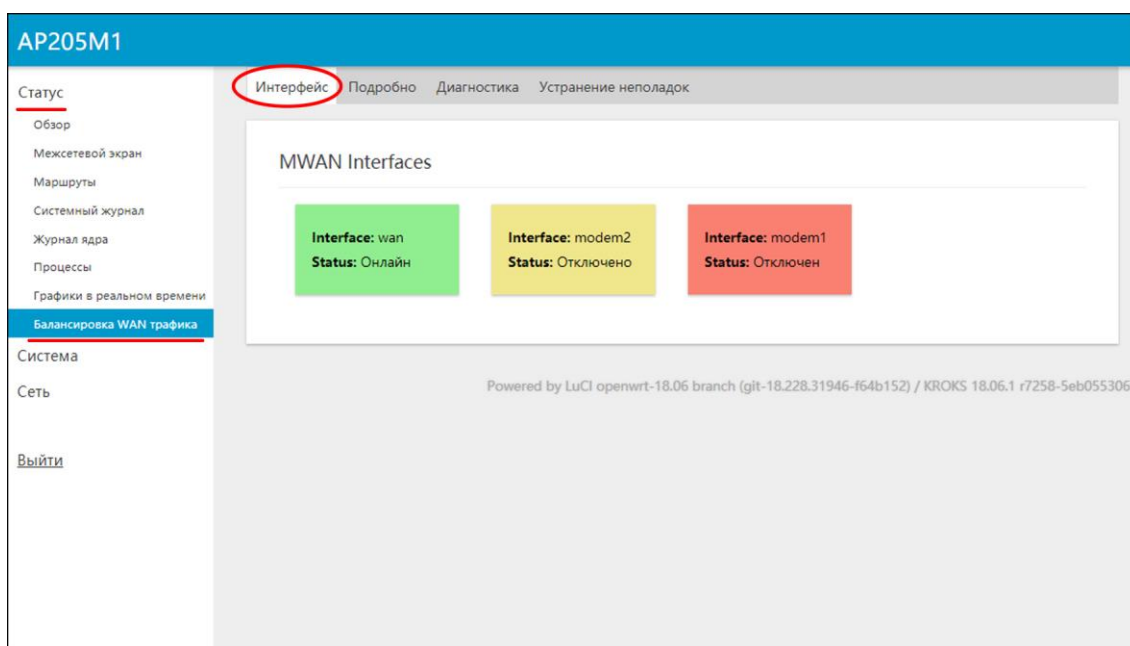 AP205M1
Статус
Обзор
Межсетевой экран
Маршруты
Системный журнал
Журнал ядра
Процессы
Графики в реальном времени
Балансировка WAN трафика
Система
Сеть
Выйти
Интерфейс Подробно Диагностика Устранение неполадок
MWAN Interfaces
Interface: wan
Status: Онлайн
Interface: modem2
Status: Отключено
Interface: modem1
Status: Отключен
Powered by LuCI openwrt-18.06 branch (git-18.228.31946-f64b152) / KROKS 18.06.1 r7258-5eb055306